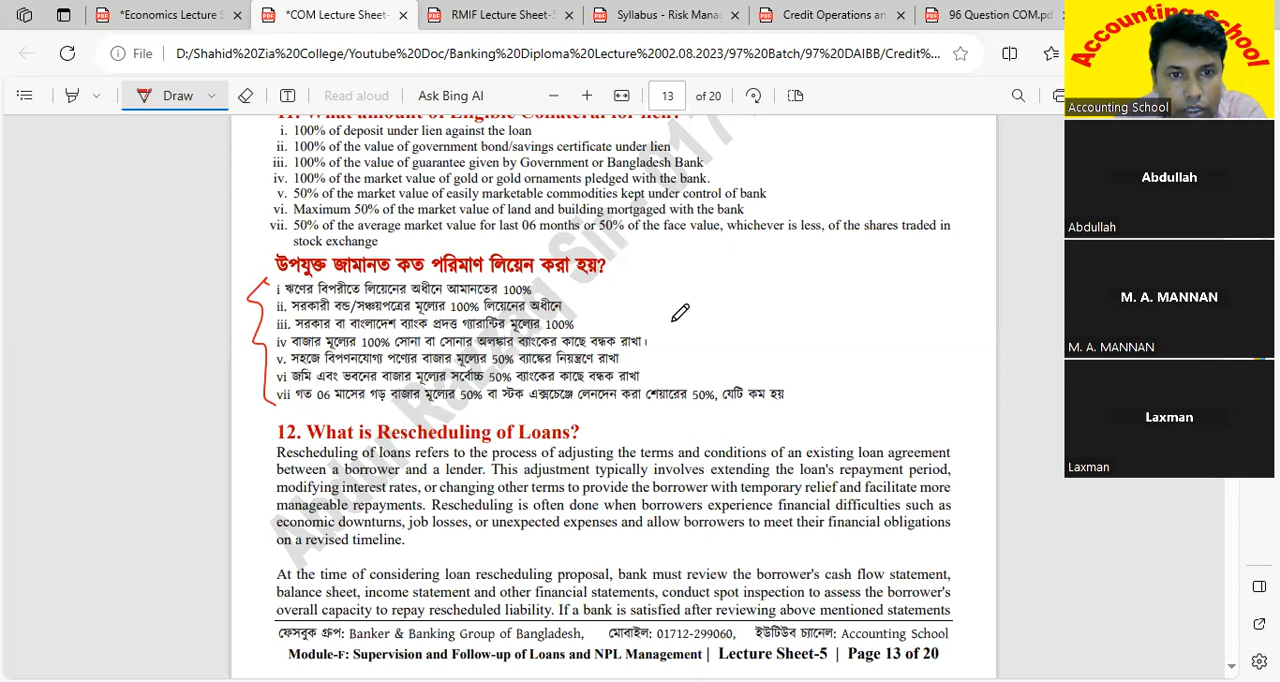 *Economics Lecture S
*COM Lecture Sheet-
RMIF Lecture Sheet-
Syllabus - Risk Mana
Credit Operations an
96 Question COM.pd
File
D:/Shahid%20Zia%20College/Youtube%20Doc/Banking%20Diploma%20Lecture%2002.08.2023/97%20Batch/97%20DAIBB/Credit%...
Draw
Read aloud
Ask Bing AI
13
of 20
11. What amount of Eligible Collateral for lien?
i. 100% of deposit under lien against the loan
ii. 100% of the value of government bond/savings certificate under lien
iii. 100% of the value of guarantee given by Government or Bangladesh Bank
iv. 100% of the market value of gold or gold ornaments pledged with the bank.
v. 50% of the market value of easily marketable commodities kept under control of bank
vi. Maximum 50% of the market value of land and building mortgaged with the bank
vii. 50% of the average market value for last 06 months or 50% of the face value, whichever is less, of the shares traded in
stock exchange
উপযুক্ত জামানত কত পরিমাণ লিয়েন করা হয়?
i ঋণের বিপরীতে লিয়েনের অধীনে আমানতের 100%
ii. সরকারী বন্ড/সঞ্চয়পত্রের মূল্যের 100% লিয়েনের অধীনে
iii. সরকার বা বাংলাদেশ ব্যাংক প্রদত্ত গ্যারান্টির মূল্যের 100%
iv বাজার মূল্যের 100% সোনা বা সোনার অলঙ্কার ব্যাংকের কাছে বন্ধক রাখা।
v. সহজে বিপণনযোগ্য পণ্যের বাজার মূল্যের 50% ব্যাঙ্কের নিয়ন্ত্রণে রাখা
vi জমি এবং ভবনের বাজার মূল্যের সর্বোচ্চ 50% ব্যাংকের কাছে বন্ধক রাখা
vii গত 06 মাসের গড় বাজার মূল্যের 50% বা স্টক এক্সচেঞ্জে লেনদেন করা শেয়ারের 50%, যেটি কম হয়
12. What is Rescheduling of Loans?
Rescheduling of loans refers to the process of adjusting the terms and conditions of an existing loan agreement
between a borrower and a lender. This adjustment typically involves extending the loan's repayment period,
modifying interest rates, or changing other terms to provide the borrower with temporary relief and facilitate more
manageable repayments. Rescheduling is often done when borrowers experience financial difficulties such as
economic downturns, job losses, or unexpected expenses and allow borrowers to meet their financial obligations
on a revised timeline.
At the time of considering loan rescheduling proposal, bank must review the borrower's cash flow statement,
balance sheet, income statement and other financial statements, conduct spot inspection to assess the borrower's
overall capacity to repay rescheduled liability. If a bank is satisfied after reviewing above mentioned statements
ফেসবুক গ্রুপ: Banker & Banking Group of Bangladesh, মোবাইল: 01712-299060, ইউটিউব চ্যানেল: Accounting School
Module-F: Supervision and Follow-up of Loans and NPL Management | Lecture Sheet-5 | Page 13 of 20
Abdur Razzaq Sir - 017
Accounting School
Accounting School
Abdullah
Abdullah
M. A. MANNAN
M. A. MANNAN
Laxman
Laxman